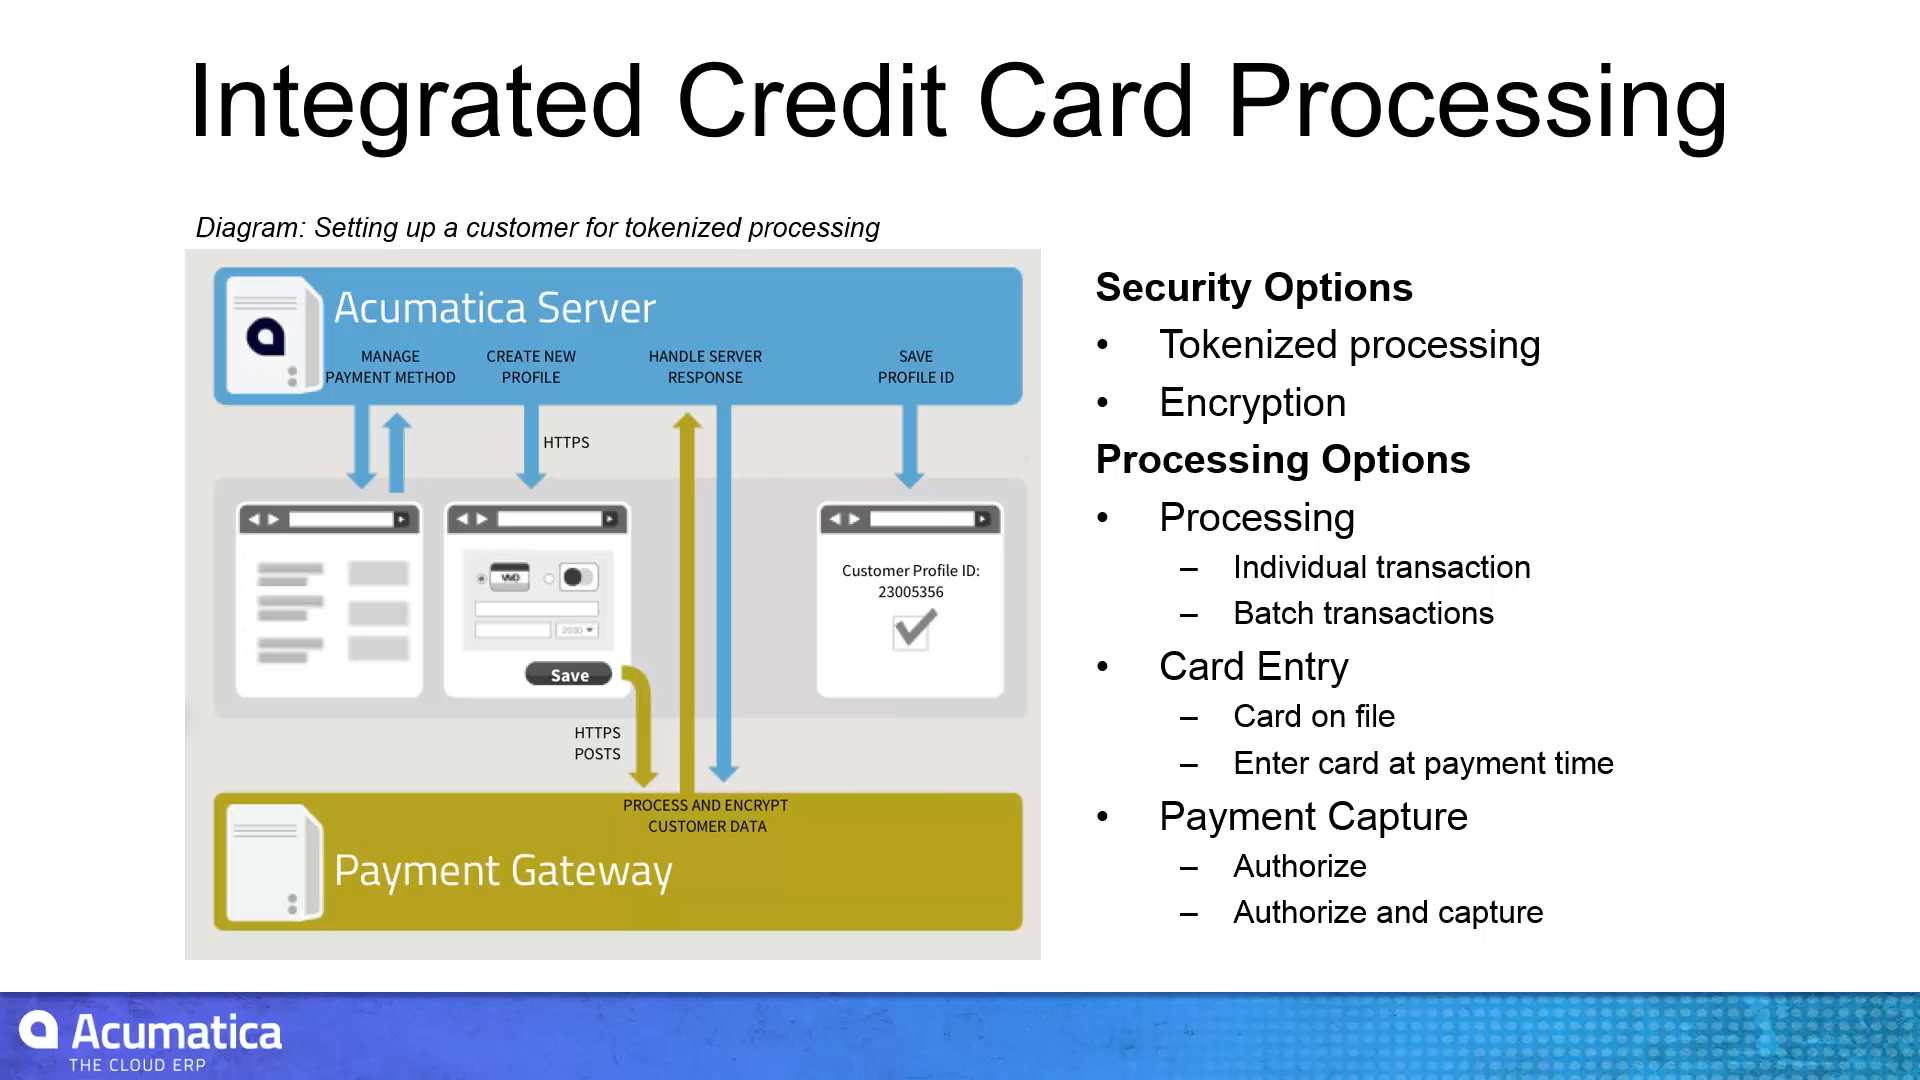 Integrated Credit Card Processing
Diagram: Setting up a customer for tokenized processing
Acumatica Server
MANAGE
PAYMENT METHOD
CREATE NEW
PROFILE
HANDLE SERVER
RESPONSE
SAVE
PROFILE ID
HTTPS
2020
Save
Customer Profile ID:
23005356
HTTPS
POSTS
PROCESS AND ENCRYPT
CUSTOMER DATA
Payment Gateway
Security Options
• Tokenized processing
• Encryption
Processing Options
• Processing
– Individual transaction
– Batch transactions
• Card Entry
– Card on file
– Enter card at payment time
• Payment Capture
– Authorize
– Authorize and capture
Acumatica
THE CLOUD ERP